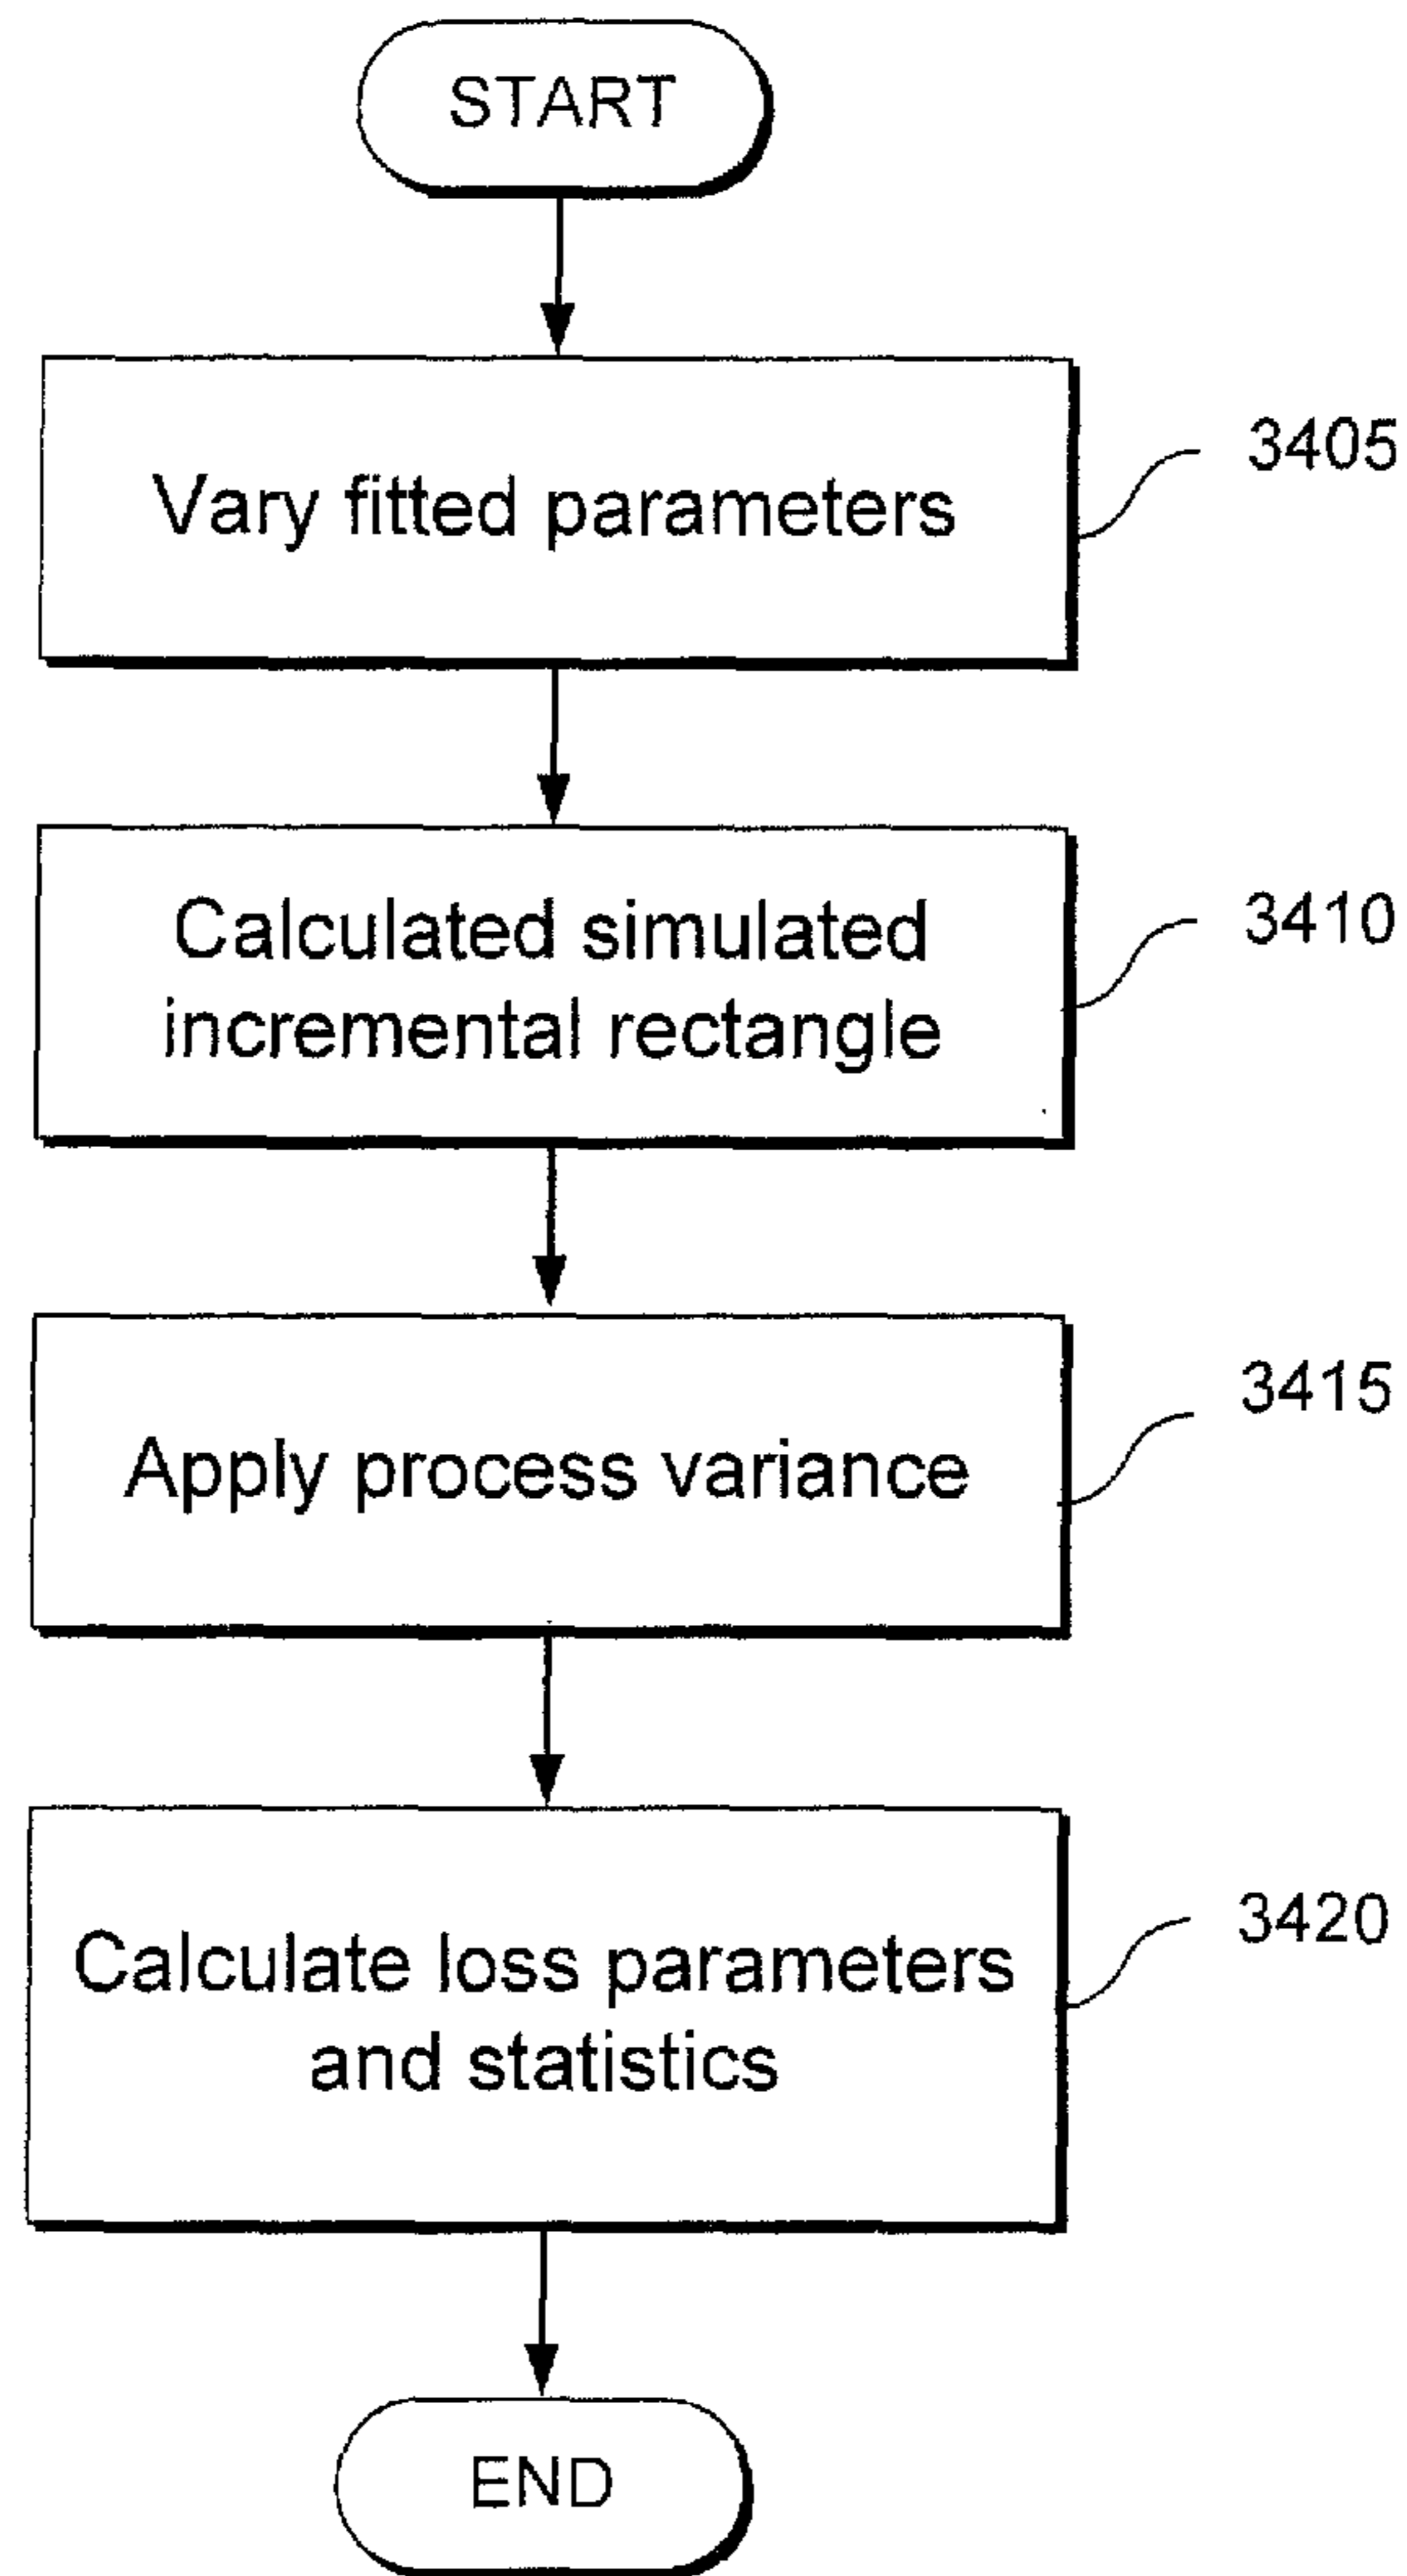 START
Vary fitted parameters
3405
Calculated simulated
incremental rectangle
3410
Apply process variance
3415
Calculate loss parameters
and statistics
3420
END